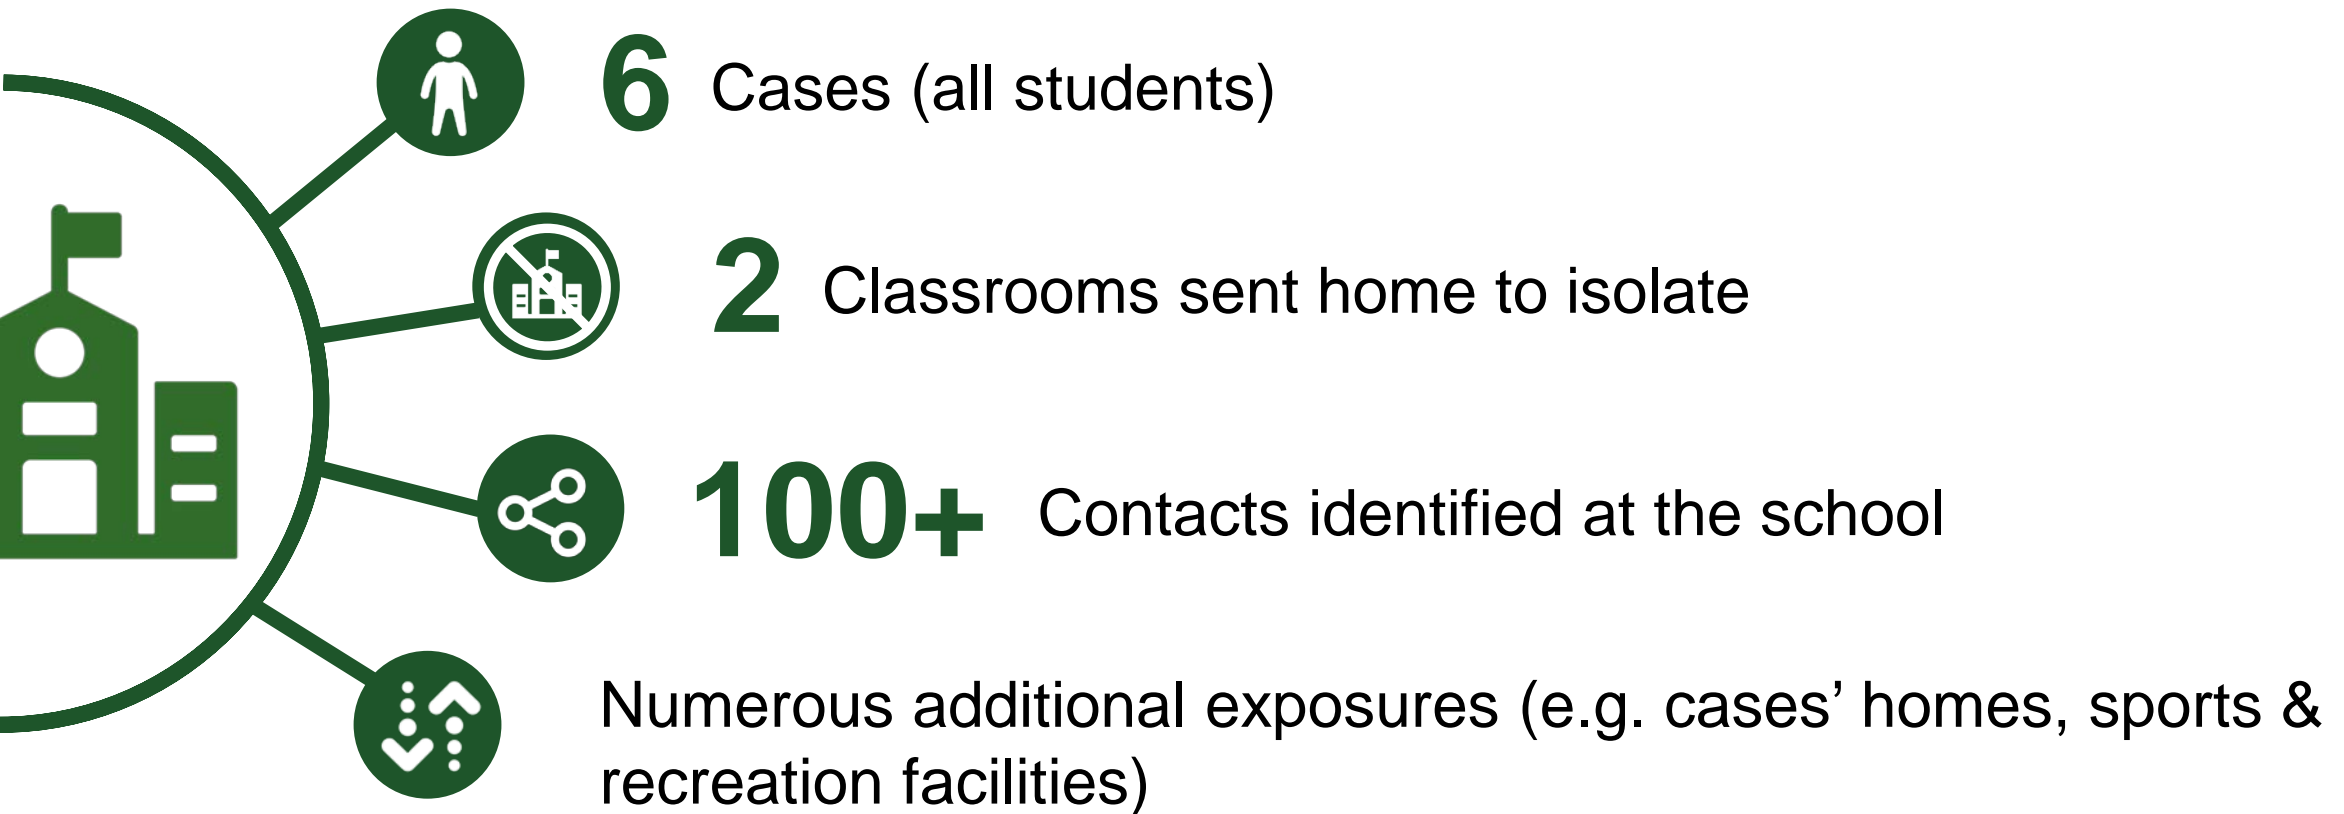 6 Cases (all students)
2 Classrooms sent home to isolate
100+ Contacts identified at the school
Numerous additional exposures (e.g. cases’ homes, sports &
recreation facilities)